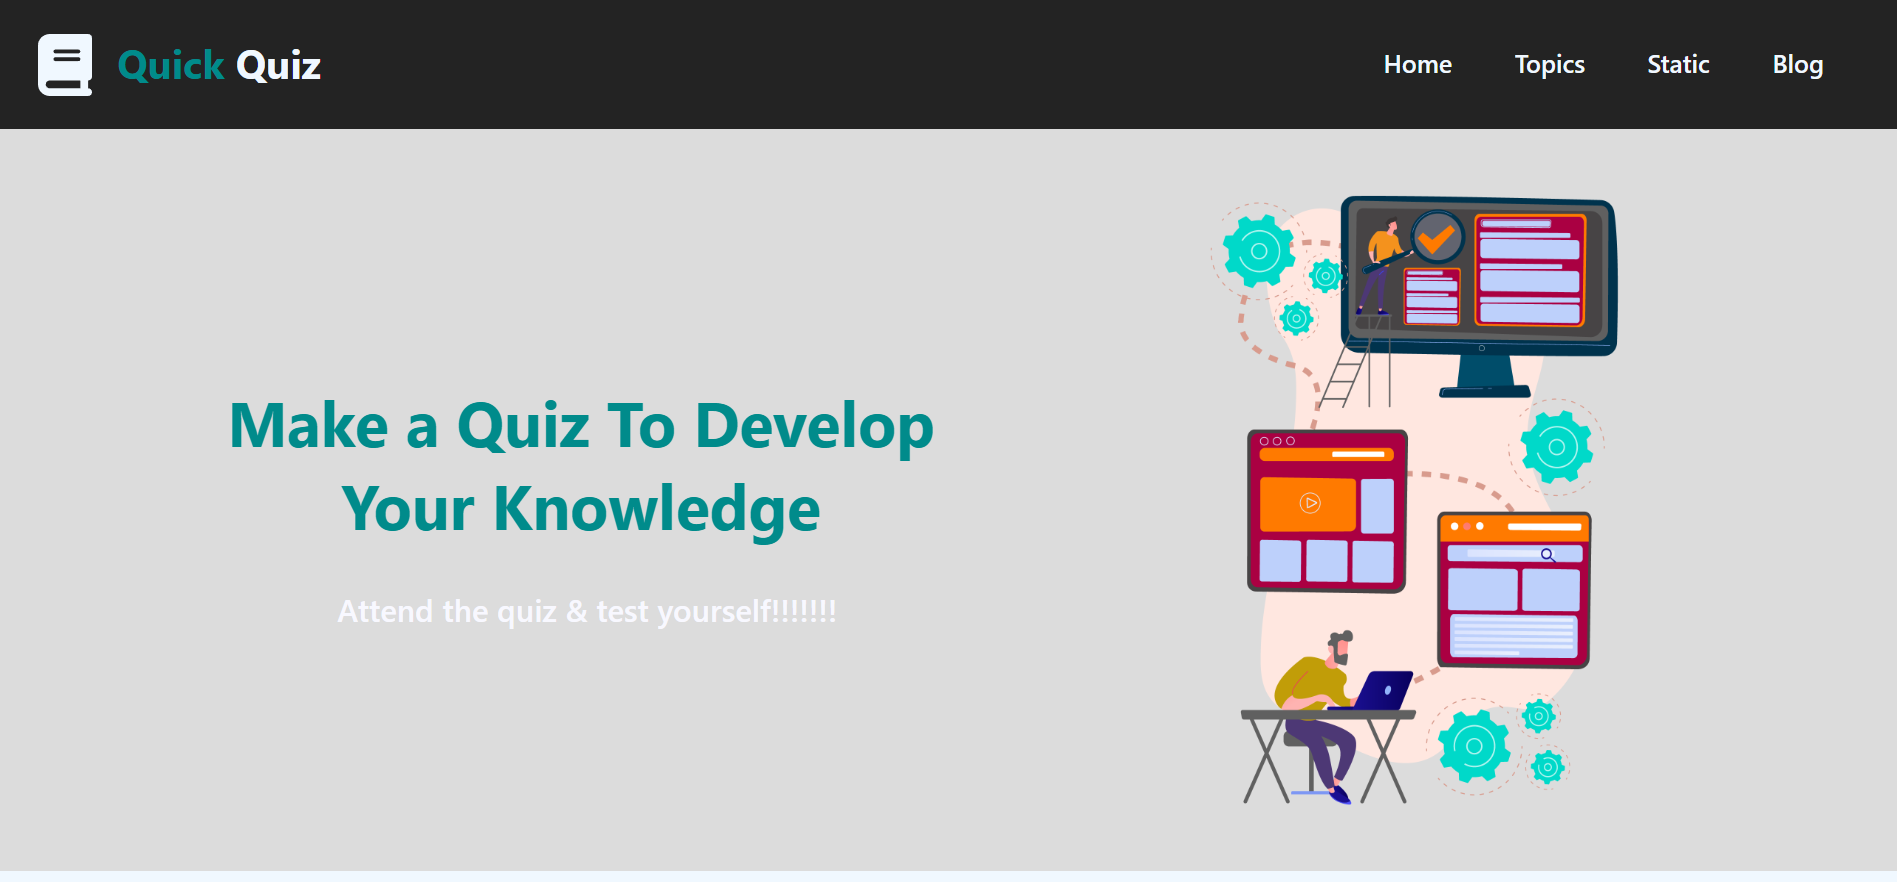 Quick Quiz
Home Topics Static Blog
Make a Quiz To Develop
Your Knowledge
Attend the quiz & test yourself!!!!!!!